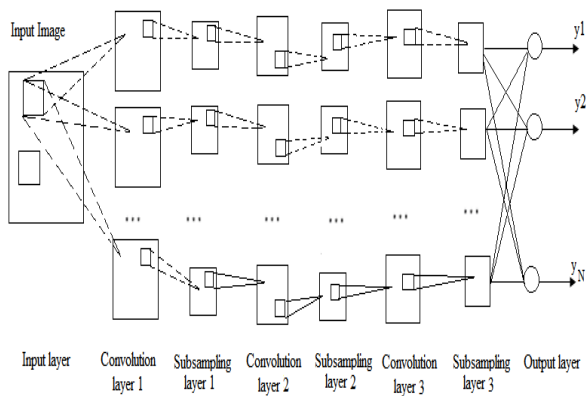 Input Image
y1
y2
... ... ... ... ... ...
yN
Input layer
Convolution
layer 1
Subsampling
layer 1
Convolution
layer 2
Subsampling
layer 2
Convolution
layer 3
Subsampling
layer 3
Output layer